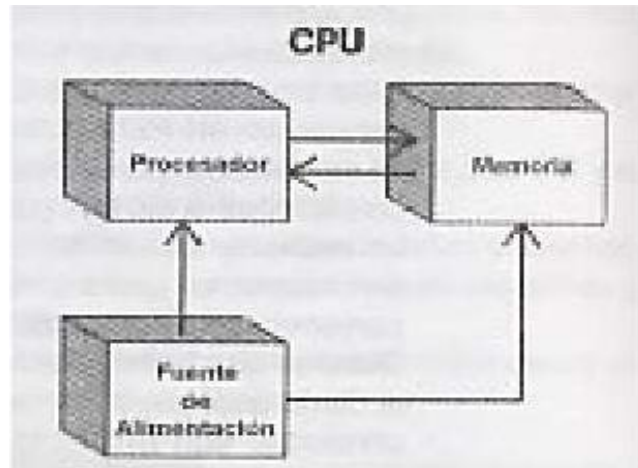 CPU
Procesador
Memoria
Fuente
de
Alimentación